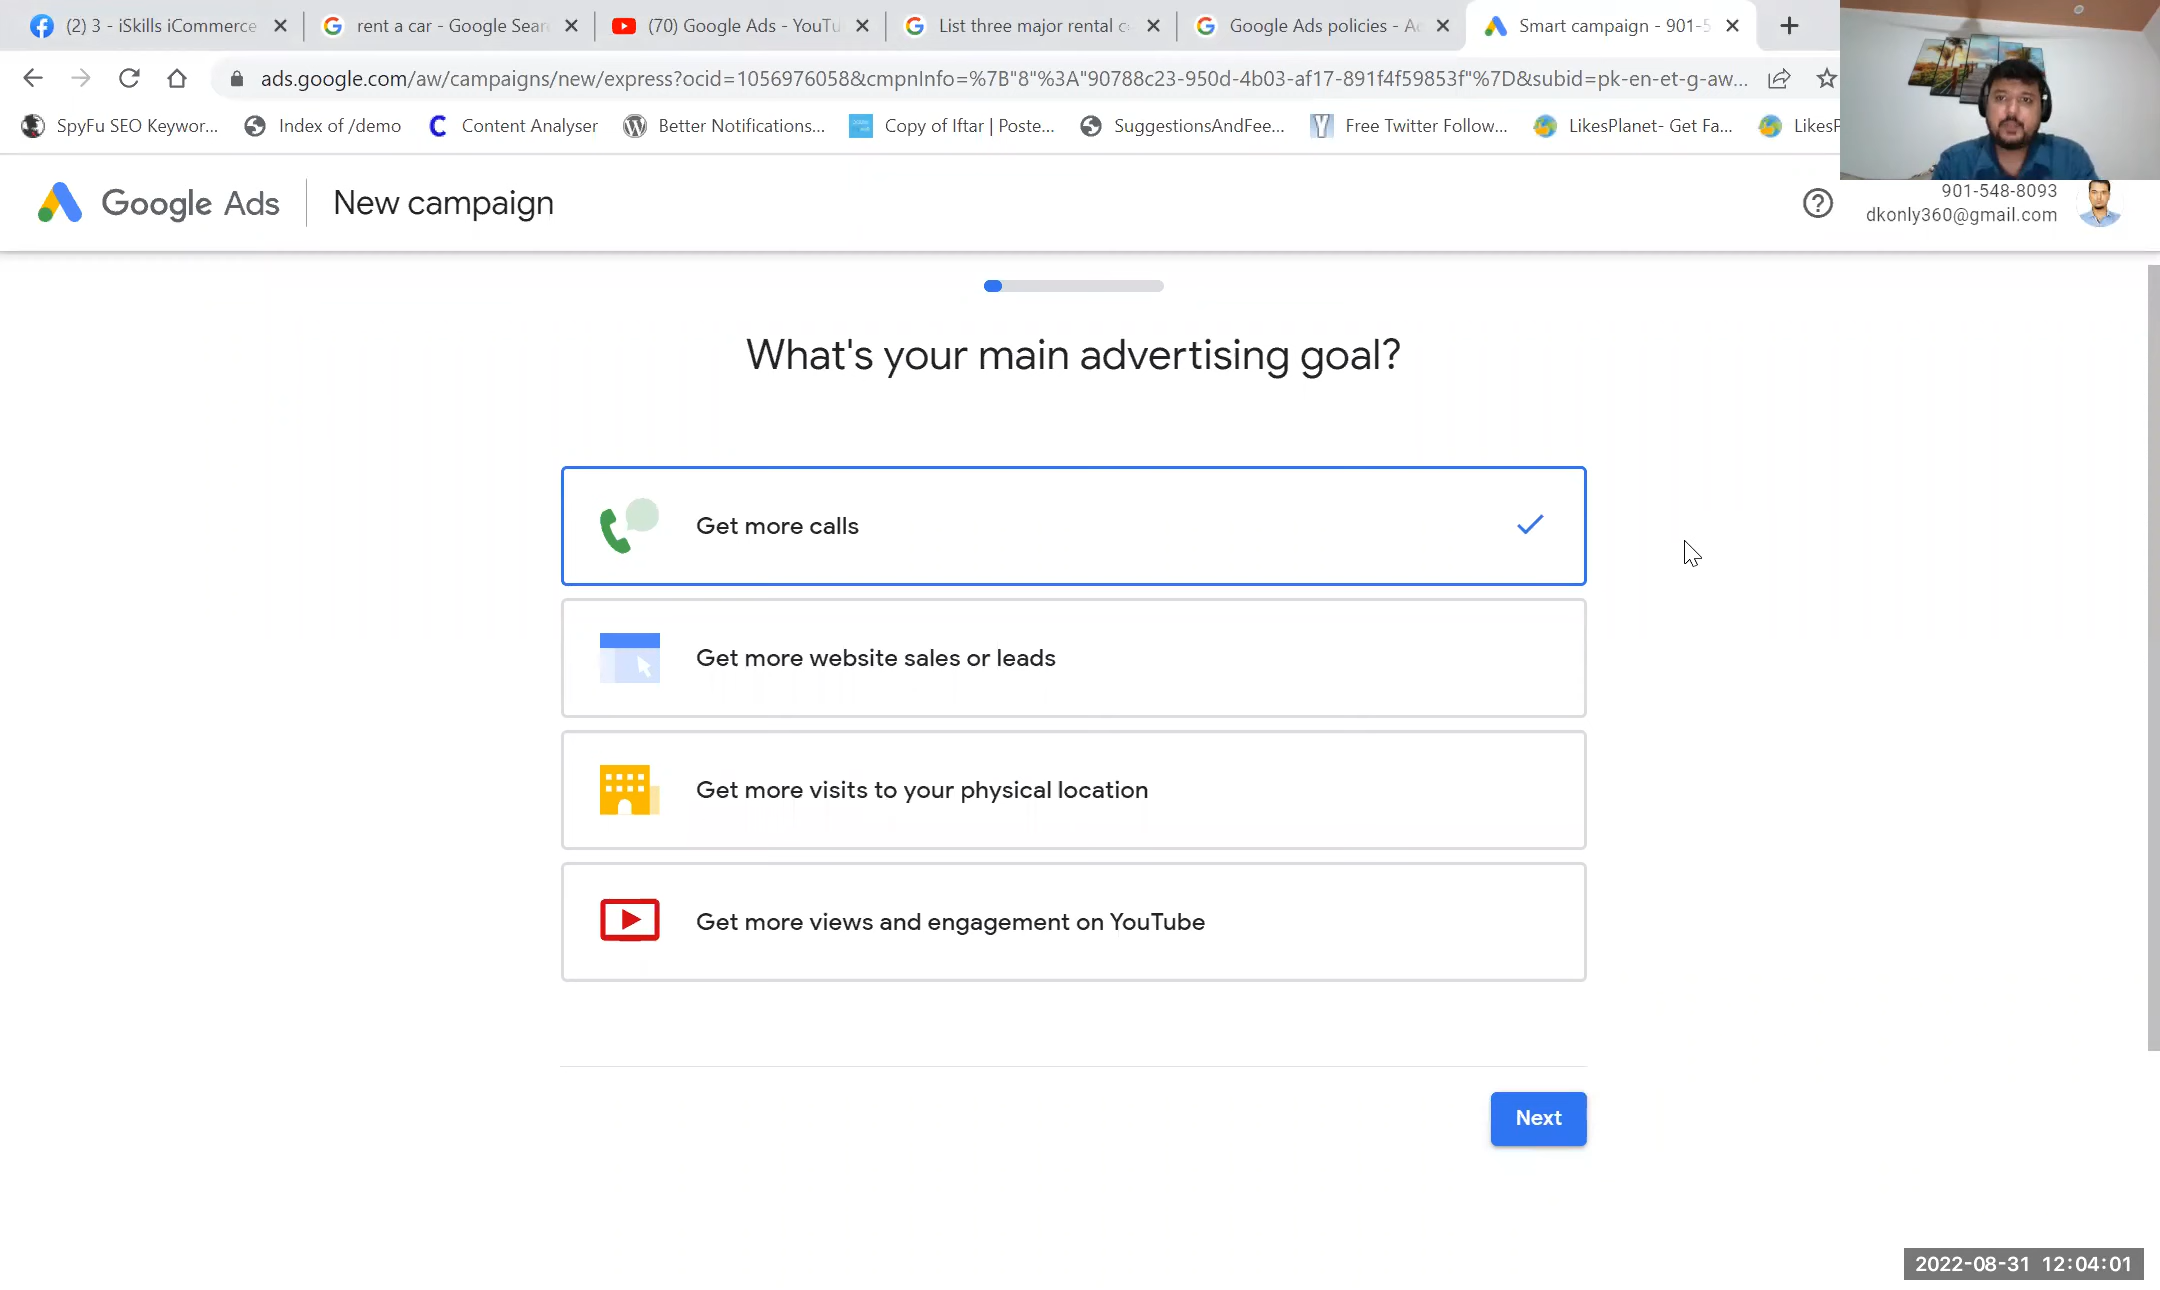 (2) 3 - iSkills iCommerce
rent a car - Google Sear
(70) Google Ads - YouTu
List three major rental c
Google Ads policies - Ad
Smart campaign - 901-5
ads.google.com/aw/campaigns/new/express?ocid=1056976058&cmpnInfo=%7B"8"%3A"90788c23-950d-4b03-af17-891f4f59853f"%7D&subid=pk-en-et-g-aw...
SpyFu SEO Keywor...
Index of /demo
Content Analyser
Better Notifications...
Copy of Iftar | Poste...
SuggestionsAndFee...
Free Twitter Follow...
LikesPlanet- Get Fa...
LikesP
Google Ads
New campaign
901-548-8093
dkonly360@gmail.com
What's your main advertising goal?
Get more calls
Get more website sales or leads
Get more visits to your physical location
Get more views and engagement on YouTube
Next
2022-08-31 12:04:01